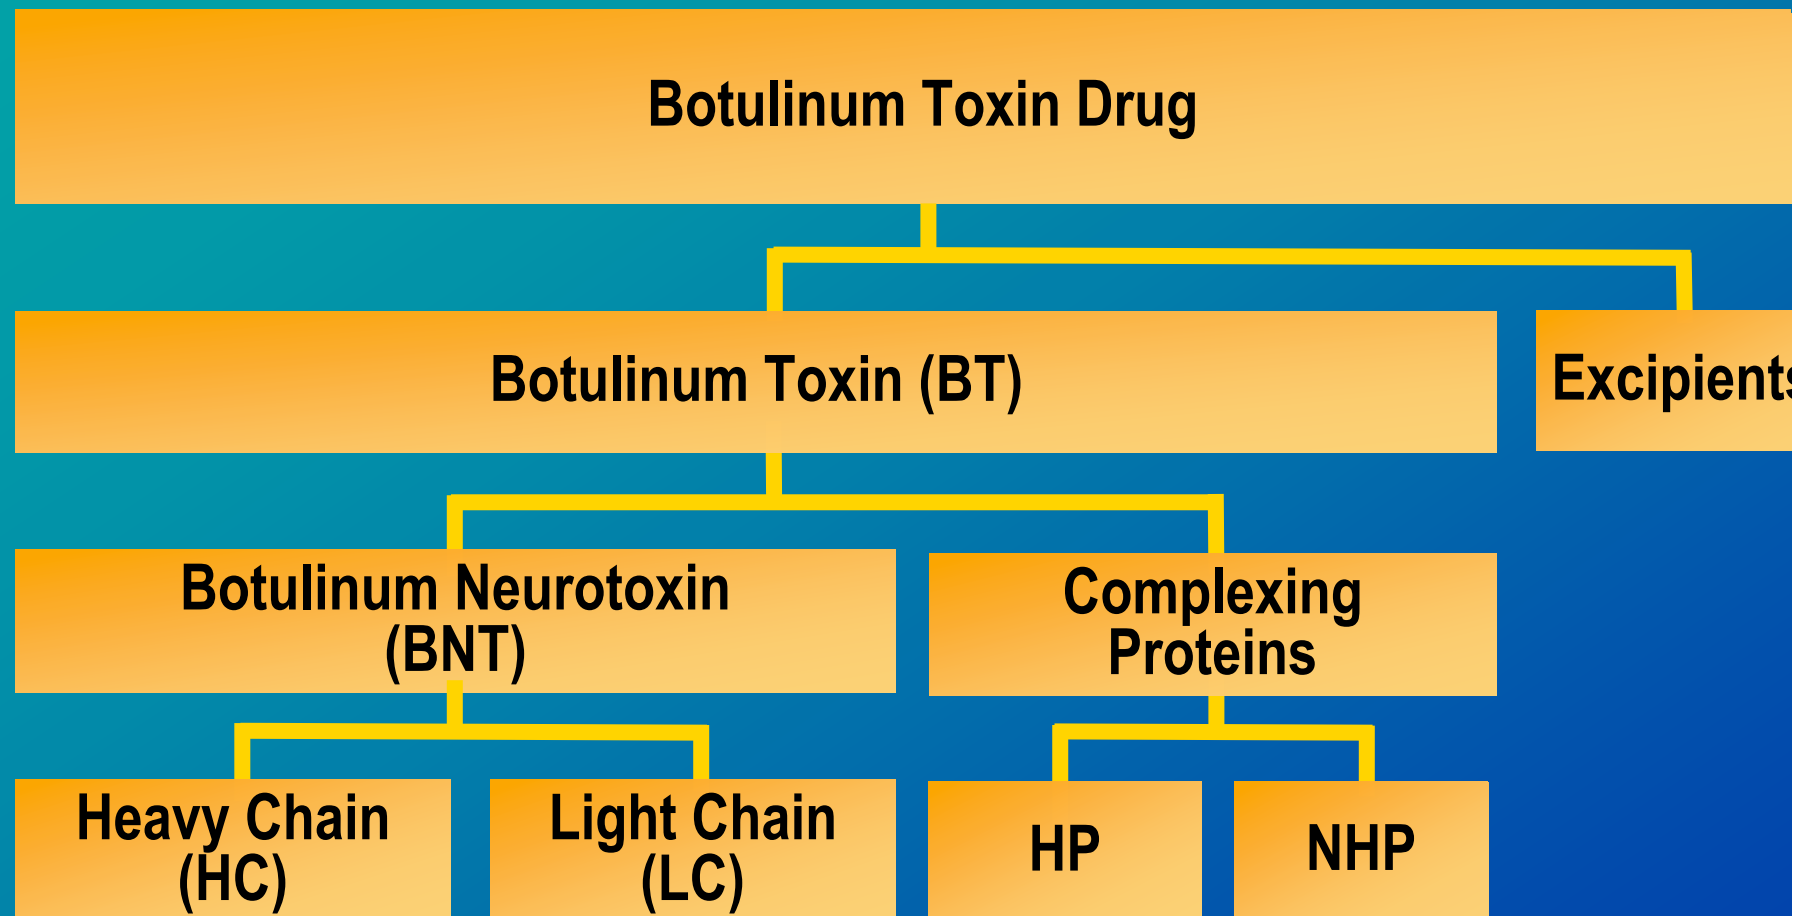 Botulinum Toxin Drug
Botulinum Toxin (BT)
Excipients
Botulinum Neurotoxin
(BNT)
Complexing
Proteins
Heavy Chain
(HC)
Light Chain
(LC)
HP
NHP